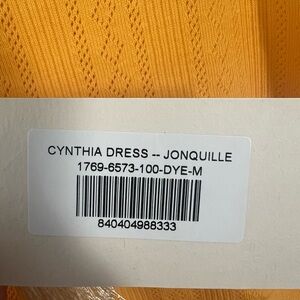 CYNTHIA DRESS -- JONQUILLE
1769-6573-100-DYE-M
840404988333